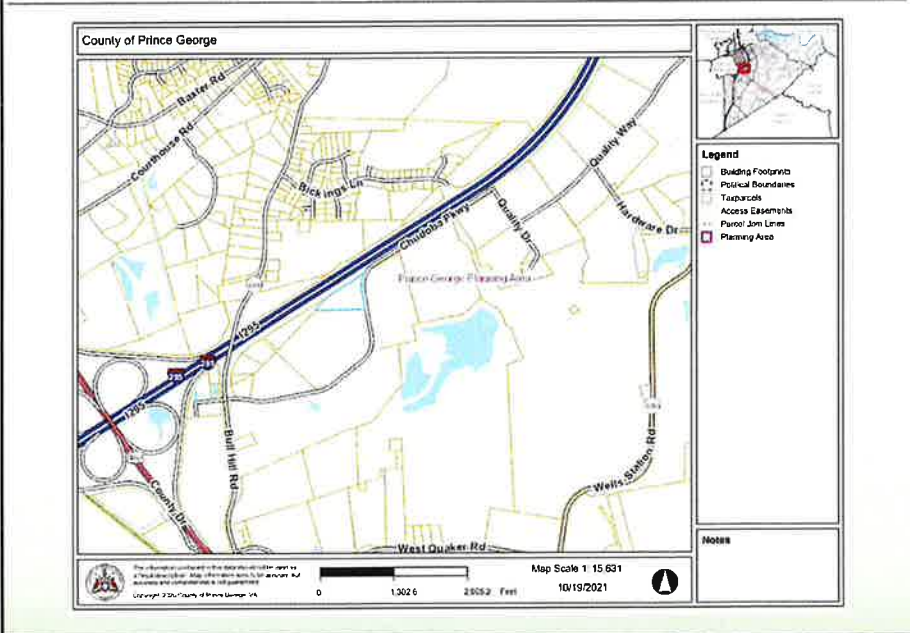 County of Prince George
Baxter Rd
Courthouse Rd
Bickings Ln
Quality Way
Chudoba Pkwy
Quality Dr
Hardware Dr
Prince George Planning Area
I295
295
I295
Bull Hill Rd
County Dr
Wells Station Rd
West Quaker Rd
Legend
Building Footprints
Political Boundaries
Taxparcels
Access Easements
Parcel Join Lines
Planning Area
Notes
0
1,302.6
2,605.2 Feet
Map Scale 1: 15,631
10/19/2021